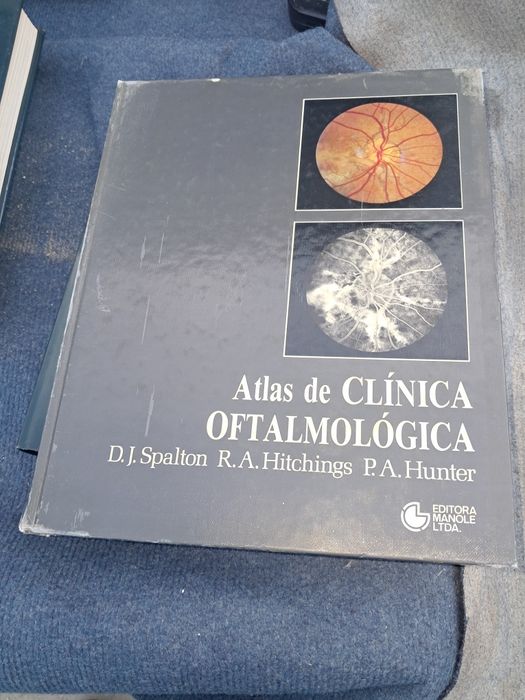 Atlas de CLÍNICA
OFTALMOLÓGICA
D.J. Spalton R.A. Hitchings P.A. Hunter
EDITORA
MANOLE
LTDA.